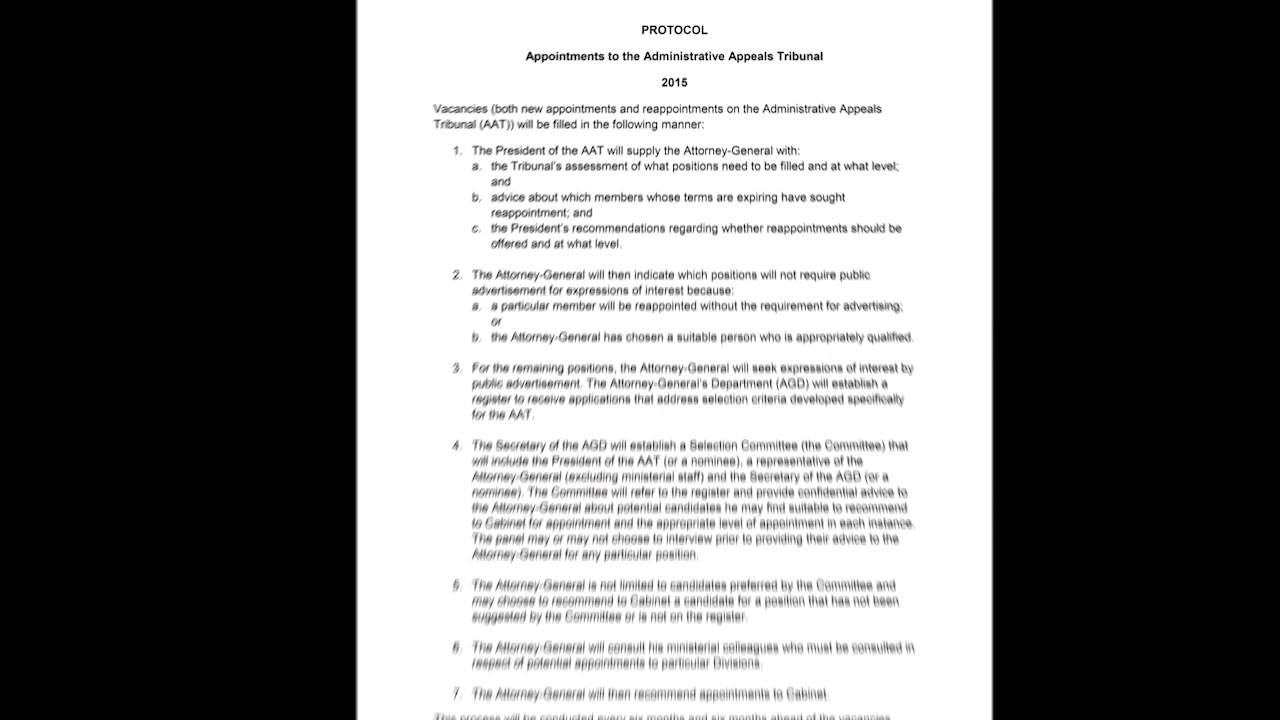 PROTOCOL
Appointments to the Administrative Appeals Tribunal
2015
Vacancies (both new appointments and reappointments on the Administrative Appeals
Tribunal (AAT)) will be filled in the following manner:
1. The President of the AAT will supply the Attorney-General with:
a. the Tribunal's assessment of what positions need to be filled and at what level;
and
b. advice about which members whose terms are expiring have sought
reappointment; and
c. the President's recommendations regarding whether reappointments should be
offered and at what level.
2. The Attorney-General will then indicate which positions will not require public
advertisement for expressions of interest because:
a. a particular member will be reappointed without the requirement for advertising;
or
b. the Attorney-General has chosen a suitable person who is appropriately qualified.
3. For the remaining positions, the Attorney-General will seek expressions of interest by
public advertisement. The Attorney-General's Department (AGD) will establish a
register to receive applications that address selection criteria developed specifically
for the AAT.
4. The Secretary of the AGD will establish a Selection Committee (the Committee) that
will include the President of the AAT (or a nominee), a representative of the
Attorney-General (excluding ministerial staff) and the Secretary of the AGD (or a
nominee). The Committee will refer to the register and provide confidential advice to
the Attorney-General about potential candidates he may find suitable to recommend
to Cabinet for appointment and the appropriate level of appointment in each instance.
The panel may or may not choose to interview prior to providing their advice to the
Attorney-General for any particular position.
5. The Attorney-General is not limited to candidates preferred by the Committee and
may choose to recommend to Cabinet a candidate for a position that has not been
suggested by the Committee or is not on the register.
6. The Attorney-General will consult his ministerial colleagues who must be consulted in
respect of potential appointments to particular Divisions.
7. The Attorney-General will then recommend appointments to Cabinet.
This process will be conducted every six months and six months ahead of the vacancies